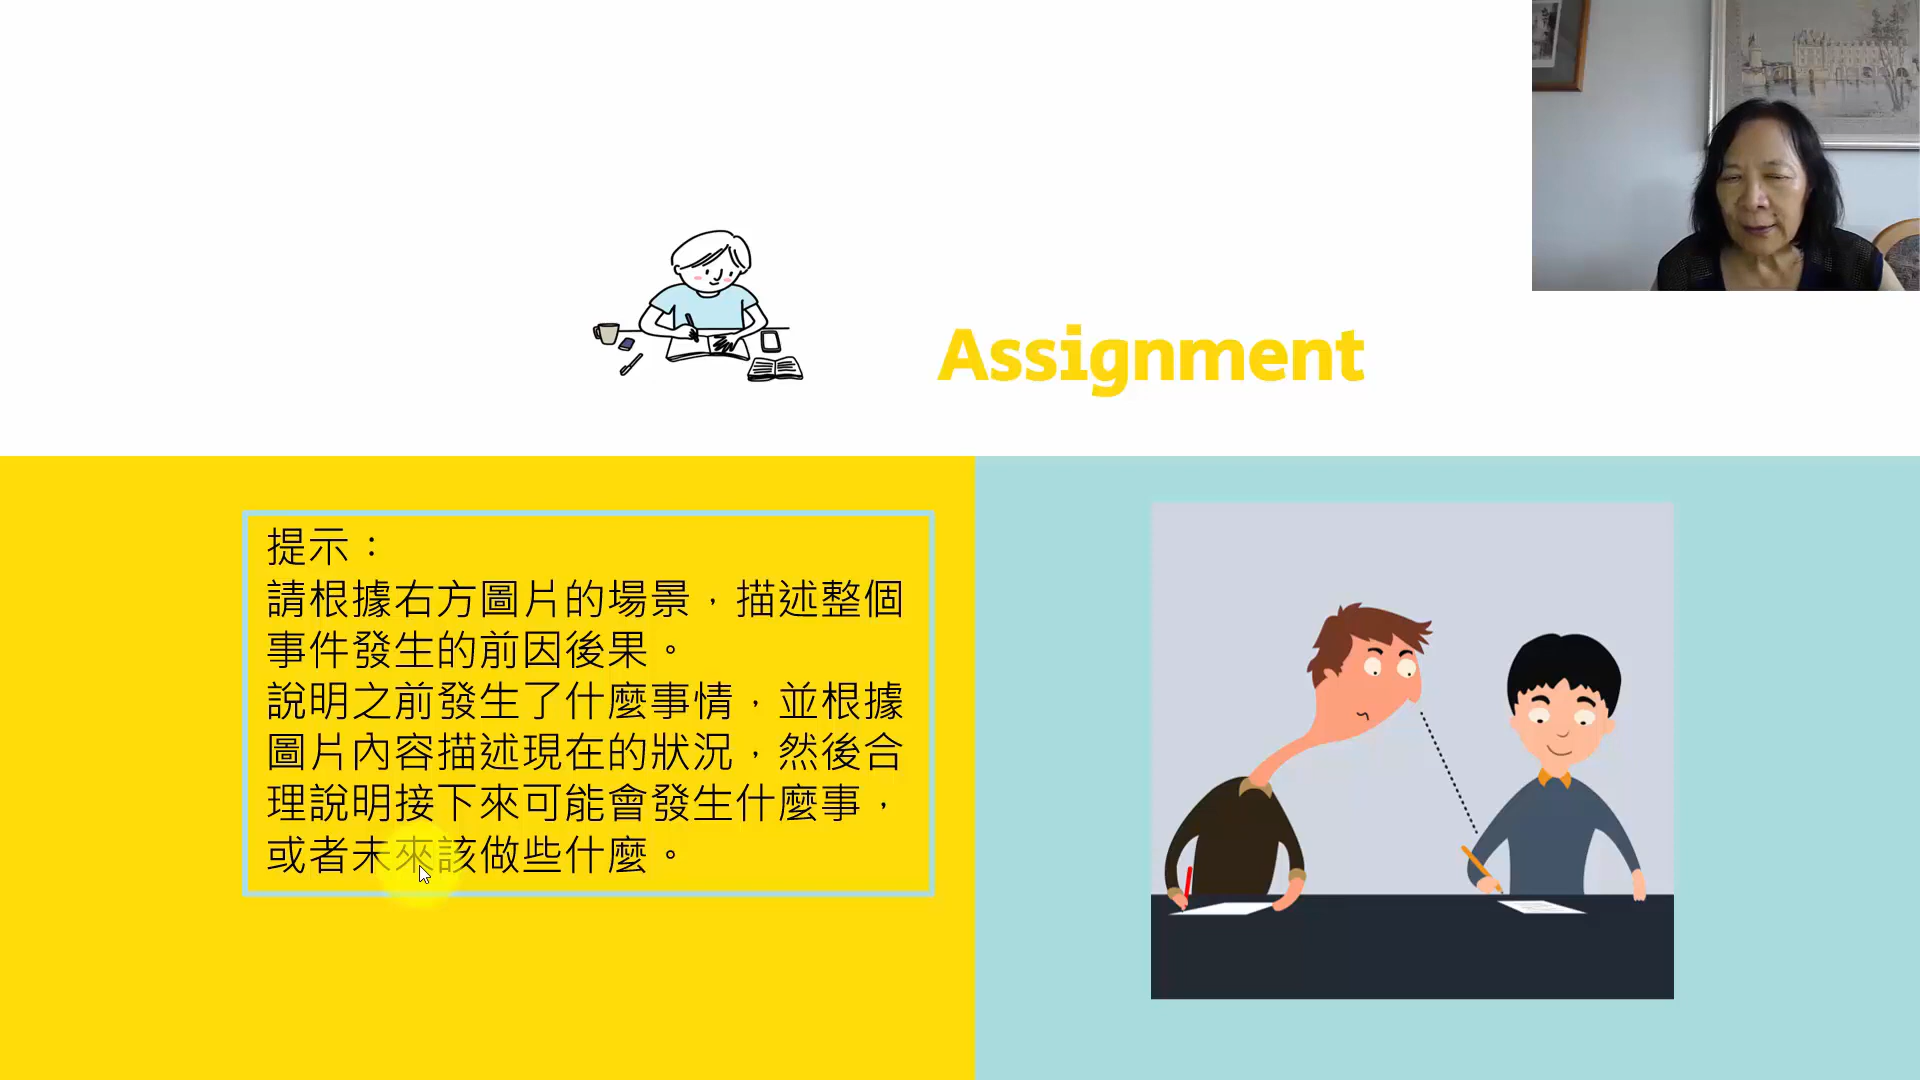 Assignment
提示：
請根據右方圖片的場景，描述整個
事件發生的前因後果。
說明之前發生了什麼事情，並根據
圖片內容描述現在的狀況，然後合
理說明接下來可能會發生什麼事，
或者未來該做些什麼。